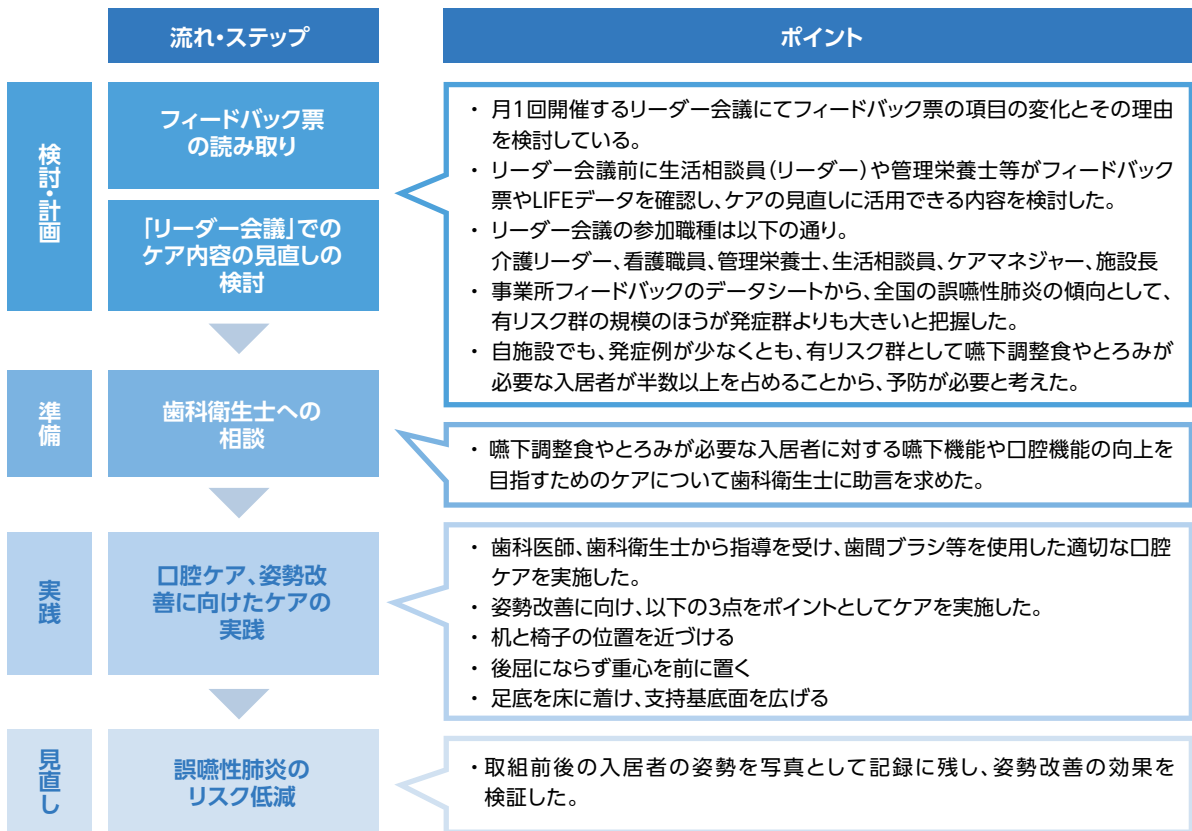 流れ・ステップ
ポイント
検討・計画
フィードバック票
の読み取り
「リーダー会議」での
ケア内容の見直しの
検討
・ 月1回開催するリーダー会議にてフィードバック票の項目の変化とその理由
を検討している。
・ リーダー会議前に生活相談員(リーダー)や管理栄養士等がフィードバック
票やLIFEデータを確認し、ケアの見直しに活用できる内容を検討した。
・ リーダー会議の参加職種は以下の通り。
介護リーダー、看護職員、管理栄養士、生活相談員、ケアマネジャー、施設長
・ 事業所フィードバックのデータシートから、全国の誤嚥性肺炎の傾向として、
有リスク群の規模のほうが発症群よりも大きいと把握した。
・ 自施設でも、発症例が少なくとも、有リスク群として嚥下調整食やとろみが
必要な入居者が半数以上を占めることから、予防が必要と考えた。
準備
歯科衛生士への
相談
・ 嚥下調整食やとろみが必要な入居者に対する嚥下機能や口腔機能の向上を
目指すためのケアについて歯科衛生士に助言を求めた。
実践
口腔ケア、姿勢改
善に向けたケアの
実践
・ 歯科医師、歯科衛生士から指導を受け、歯間ブラシ等を使用した適切な口腔
ケアを実施した。
・ 姿勢改善に向け、以下の3点をポイントとしてケアを実施した。
・ 机と椅子の位置を近づける
・ 後屈にならず重心を前に置く
・ 足底を床に着け、支持基底面を広げる
見直し
誤嚥性肺炎の
リスク低減
・取組前後の入居者の姿勢を写真として記録に残し、姿勢改善の効果を
検証した。